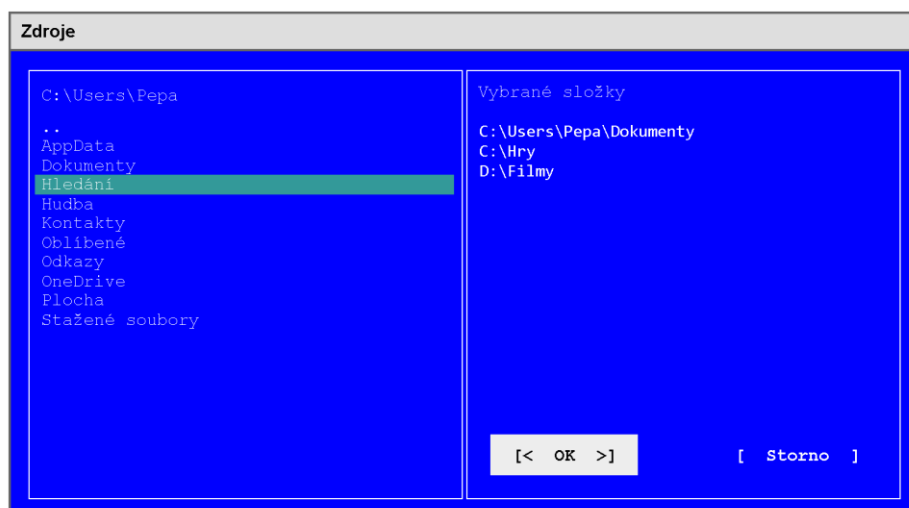 Zdroje
C:\Users\Pepa
..
AppData
Dokumenty
Hledání
Hudba
Kontakty
Oblíbené
Odkazy
OneDrive
Plocha
Stažené soubory
Vybrané složky
C:\Users\Pepa\Dokumenty
C:\Hry
D:\Filmy
[< OK >] [ Storno ]